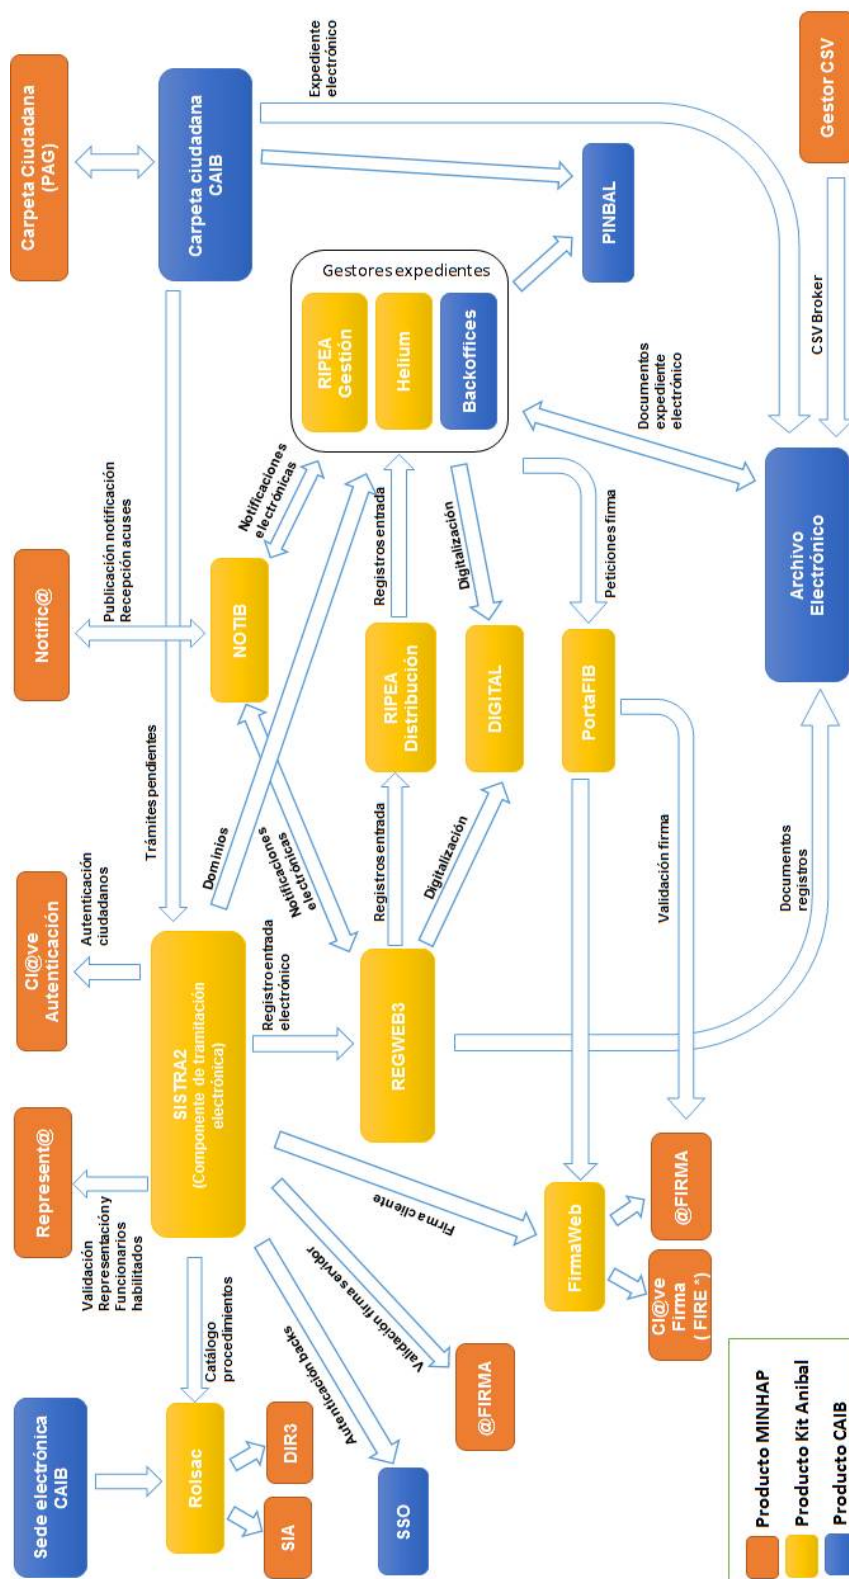 Sede electrónica
CAIB
Represent@
Cl@ve
Autenticación
Notific@
Carpeta Ciudadana
(PAG)
Validación
Representación y
Funcionarios
habilitados
Autenticación
ciudadanos
Publicación notificación
Recepción acuses
Rolsac
Catálogo
procedimientos
SISTRA2
(Componente de tramitación
electrónica)
Trámites pendientes
Carpeta ciudadana
CAIB
Expediente
electrónico
SIA
DIR3
Dominios
NOTIB
Notificaciones
electrónicas
Notificaciones
electrónicas
Registro entrada
electrónico
Gestores expedientes
RIPEA
Gestión
Helium
Backoffices
SSO
Autenticación backs
Validación firma servidor
Firma cliente
@FIRMA
REGWEB3
Registros entrada
RIPEA
Distribución
Registros entrada
Digitalización
DIGITAL
Digitalización
PINBAL
FirmaWeb
PortaFIB
Peticiones firma
Documentos
expediente
electrónico
Cl@ve
Firma
( FIRE *)
@FIRMA
Validación firma
Documentos
registros
Archivo
Electrónico
CSV Broker
Gestor CSV
Producto MINHAP
Producto Kit Anibal
Producto CAIB